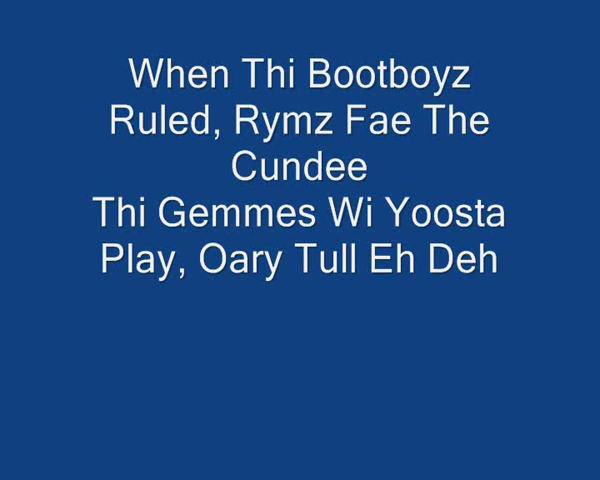 When Thi Bootboyz
Ruled, Rymz Fae The
Cundee
Thi Gemmes Wi Yoosta
Play, Oary Tull Eh Deh